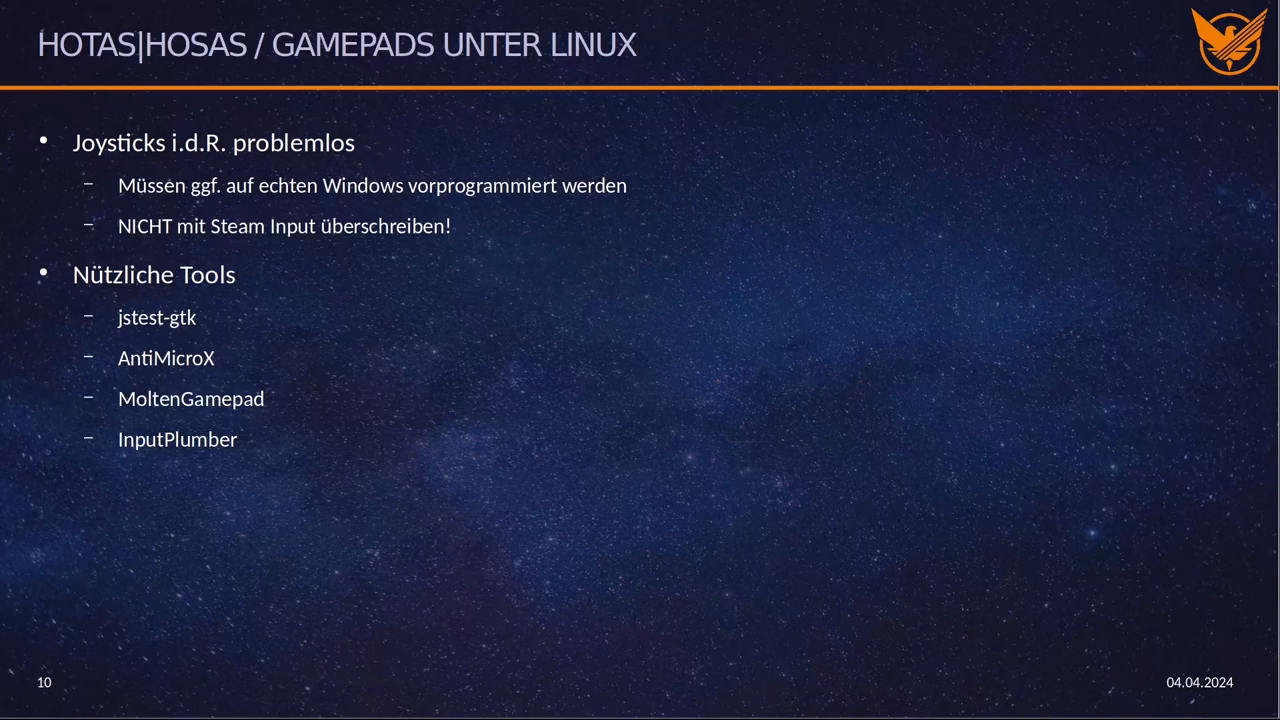 HOTAS|HOSAS / GAMEPADS UNTER LINUX
• Joysticks i.d.R. problemlos
– Müssen ggf. auf echten Windows vorprogrammiert werden
– NICHT mit Steam Input überschreiben!
• Nützliche Tools
– jstest-gtk
– AntiMicroX
– MoltenGamepad
– InputPlumber
10
04.04.2024